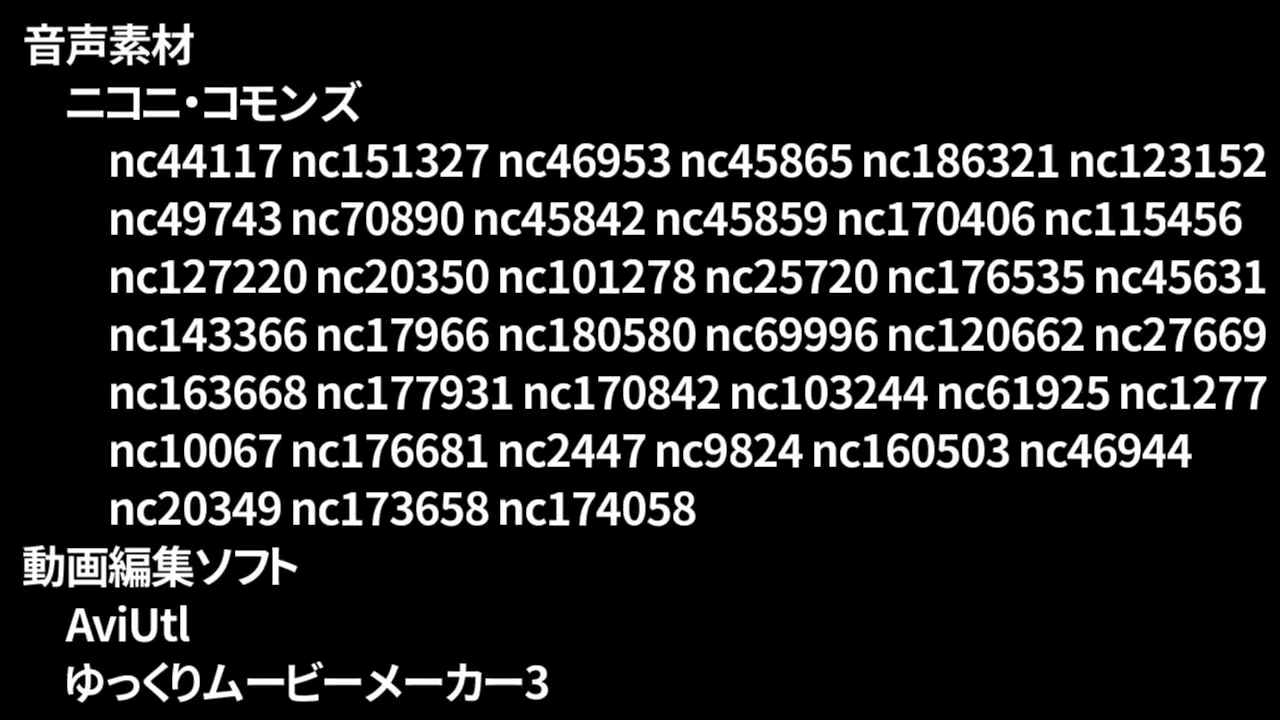 音声素材
ニコニ・コモンズ
nc44117 nc151327 nc46953 nc45865 nc186321 nc123152
nc49743 nc70890 nc45842 nc45859 nc170406 nc115456
nc127220 nc20350 nc101278 nc25720 nc176535 nc45631
nc143366 nc17966 nc180580 nc69996 nc120662 nc27669
nc163668 nc177931 nc170842 nc103244 nc61925 nc1277
nc10067 nc176681 nc2447 nc9824 nc160503 nc46944
nc20349 nc173658 nc174058
動画編集ソフト
AviUtl
ゆっくりムービーメーカー3